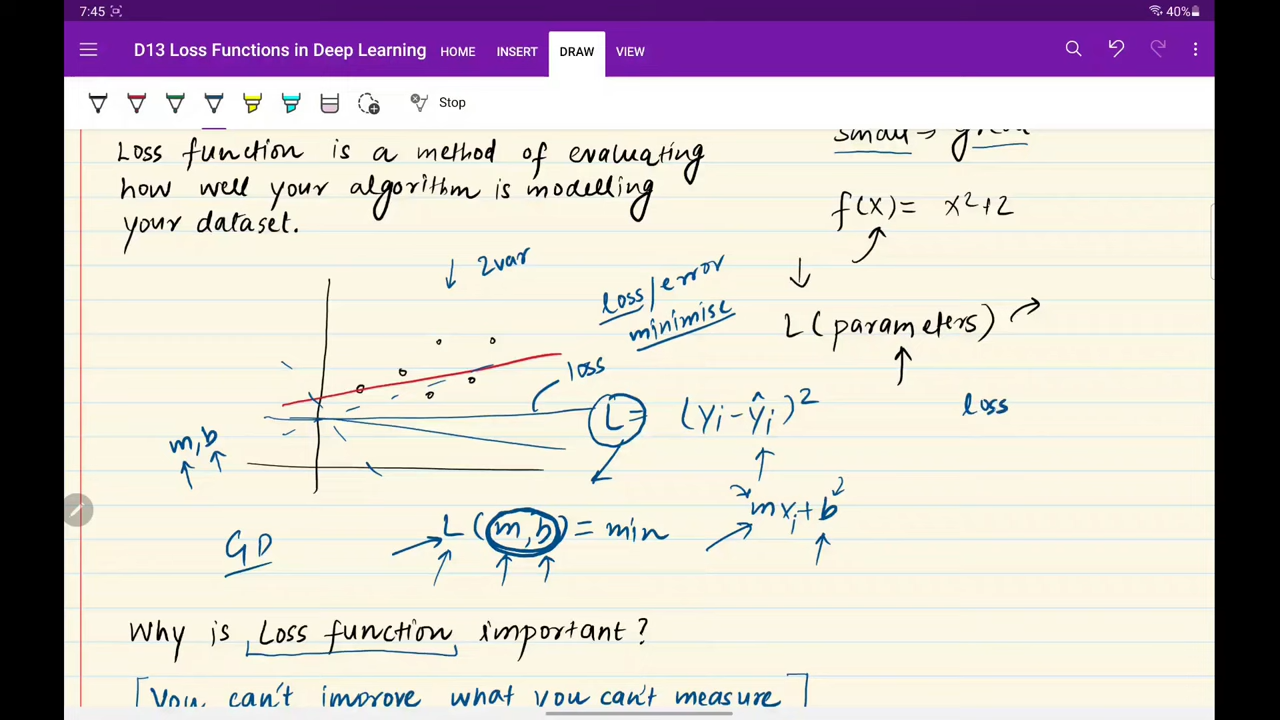 7:45
40%
D13 Loss Functions in Deep Learning
HOME
INSERT
DRAW
VIEW
Stop
Loss function is a method of evaluating
how well your algorithm is modelling
your dataset.
small →
f(x) = x²+2
2var
loss/error
minimise
L(parameters)
loss
loss
L= (yi - ŷi)²
m,b
mxi+b
L(m,b) = min
GD
Why is Loss function important?
[You can't improve what you can't measure]